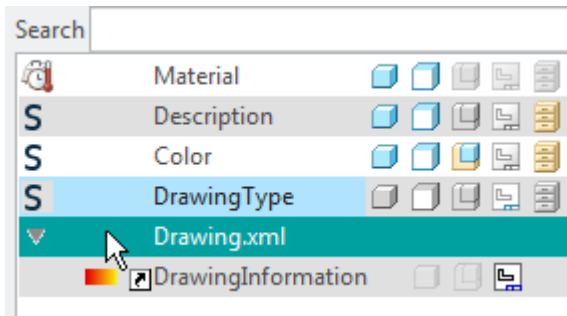 Search
Material
S Description
S Color
S DrawingType
Drawing.xml
DrawingInformation